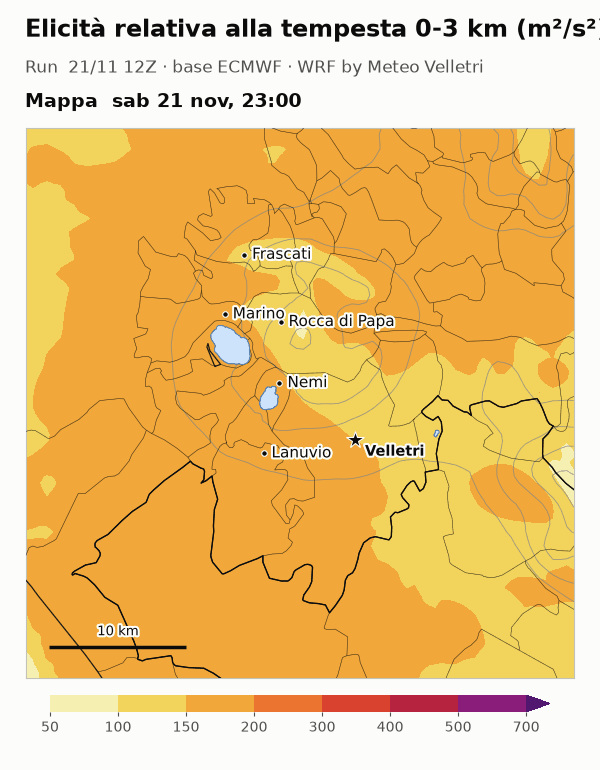 Elicità relativa alla tempesta 0-3 km (m²/s²)
Run 21/11 12Z · base ECMWF · WRF by Meteo Velletri
Mappa sab 21 nov, 23:00
Frascati
Marino
Rocca di Papa
Nemi
Velletri
Lanuvio
10 km
50 100 150 200 300 400 500 700